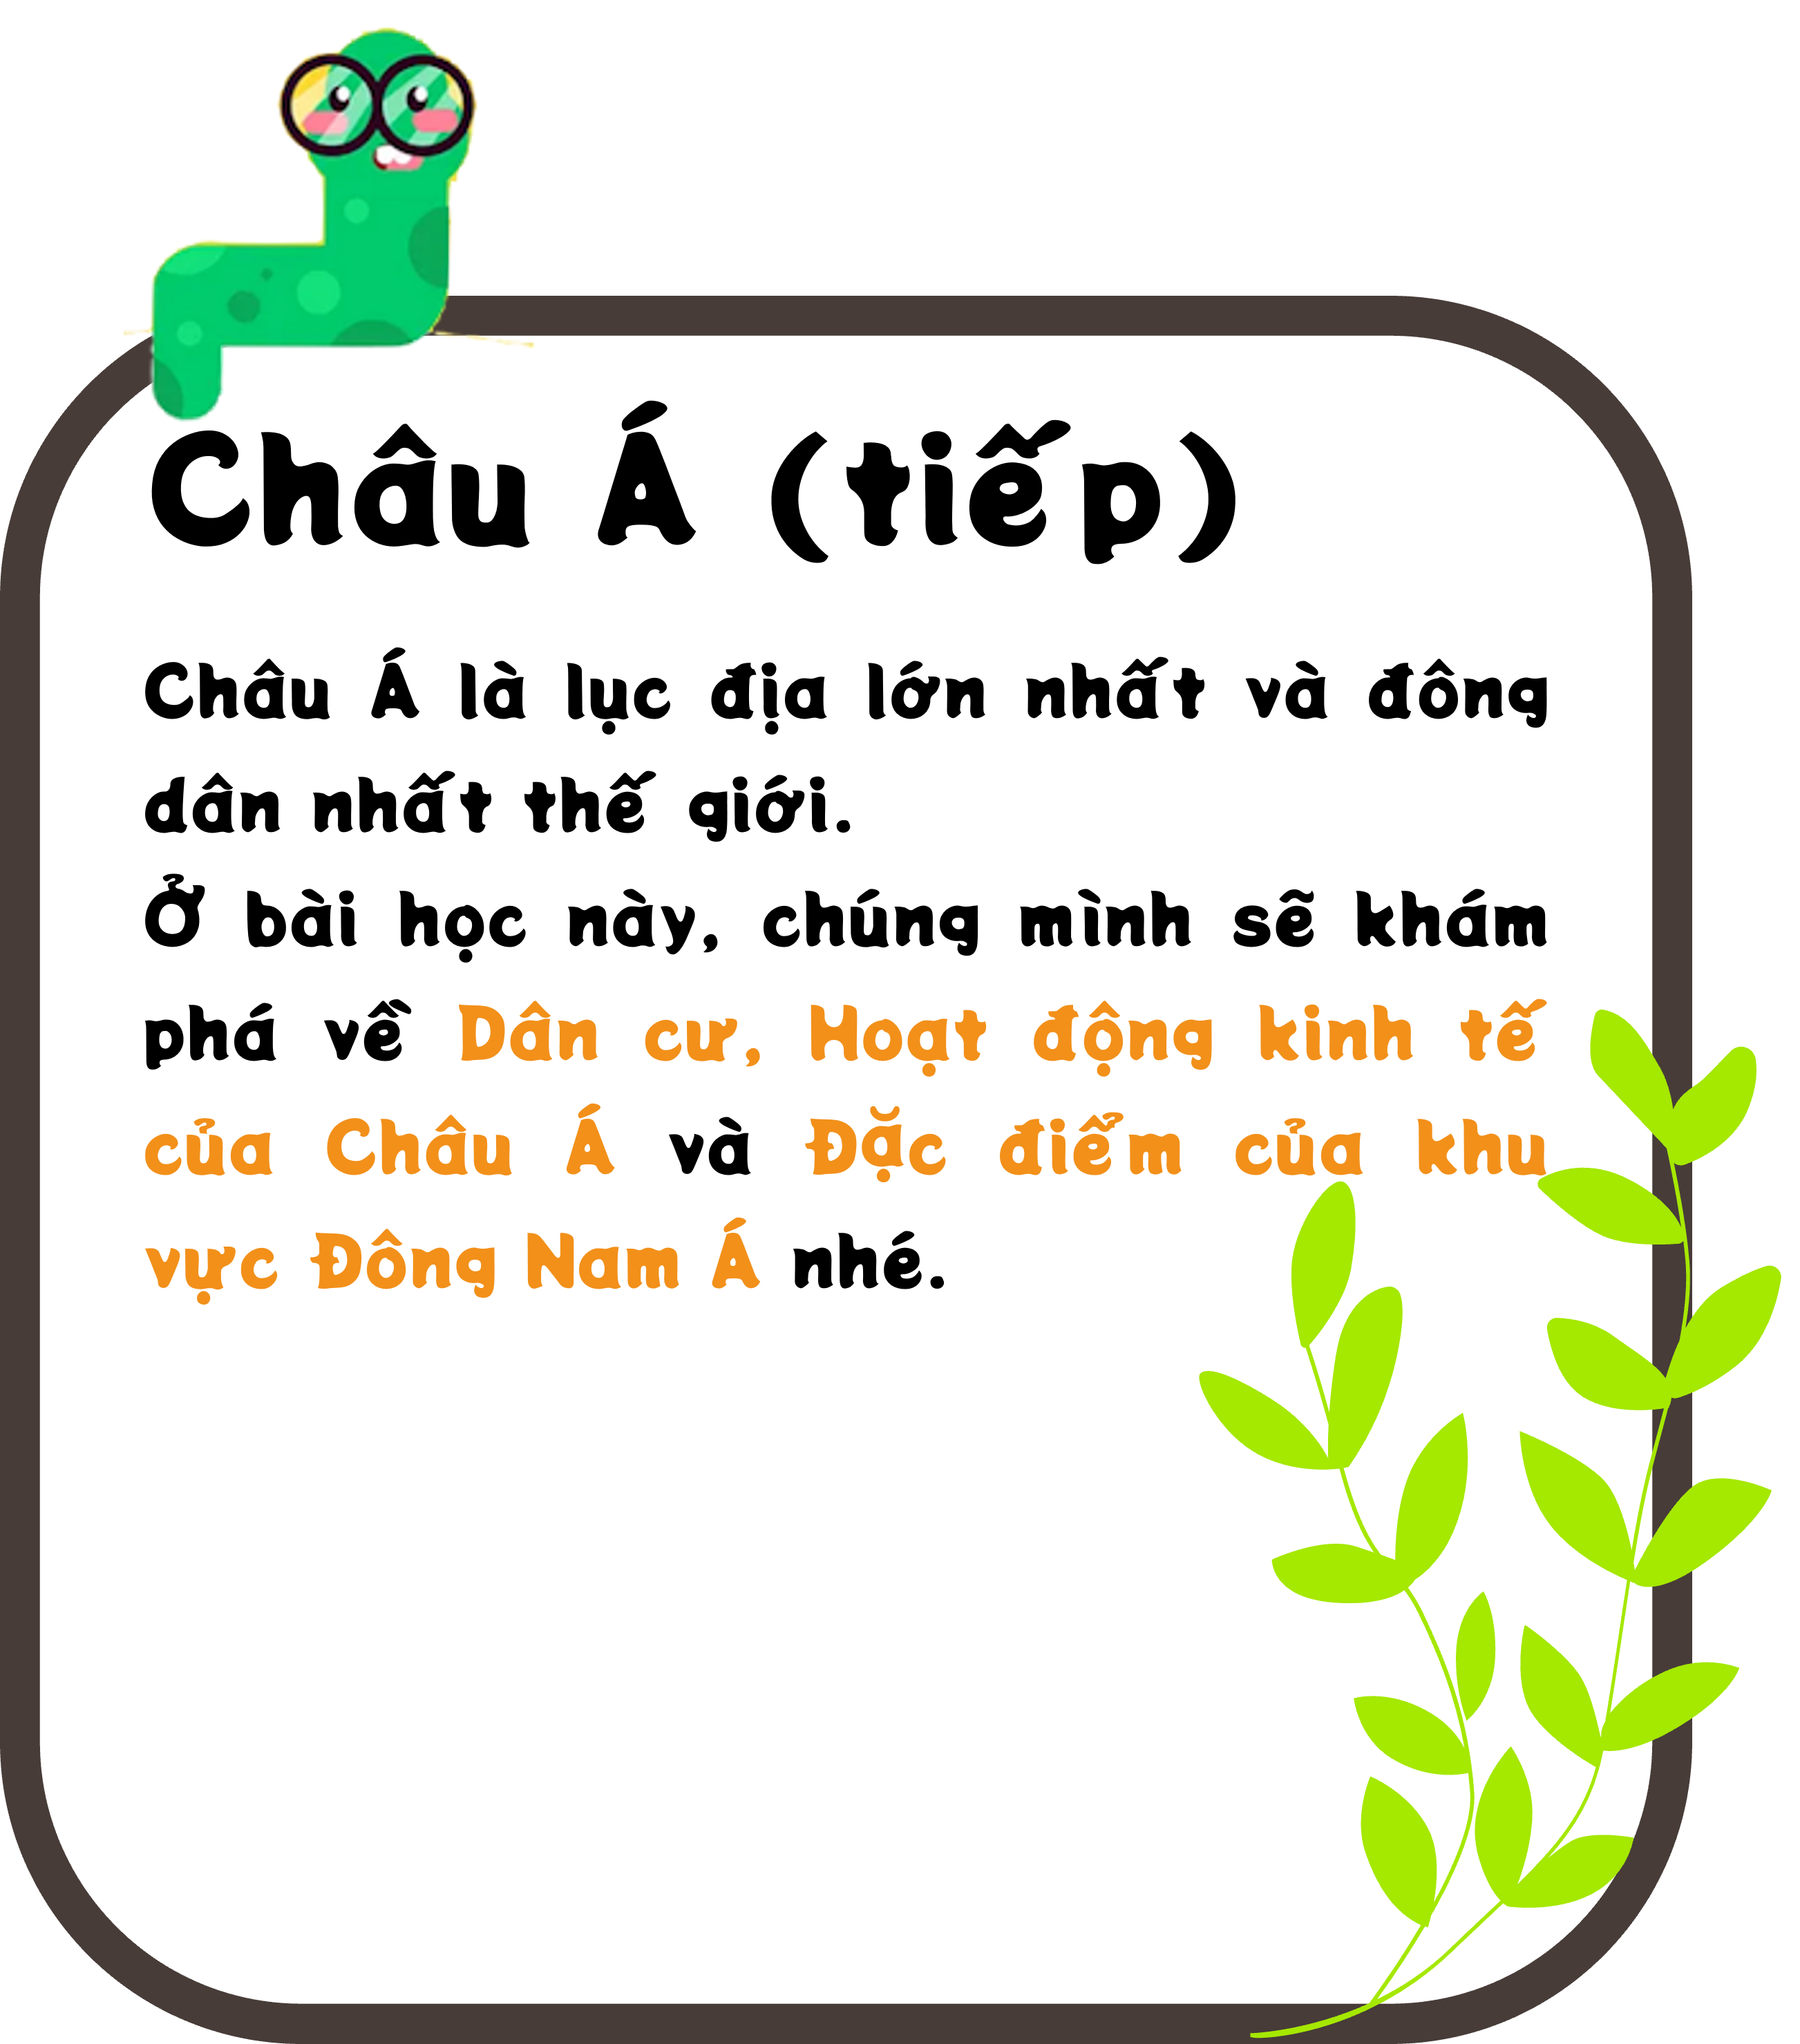 Châu Á (tiếp)
Châu Á là lục địa lớn nhất và đông
dân nhất thế giới.
Ở bài học này, chúng mình sẽ khám
phá về Dân cư, Hoạt động kinh tế
của Châu Á và Đặc điểm của khu
vực Đông Nam Á nhé.